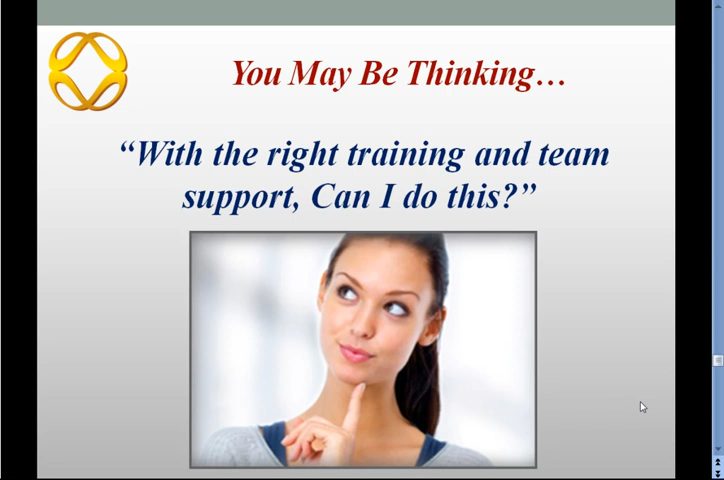 You May Be Thinking…
“With the right training and team
support, Can I do this?”